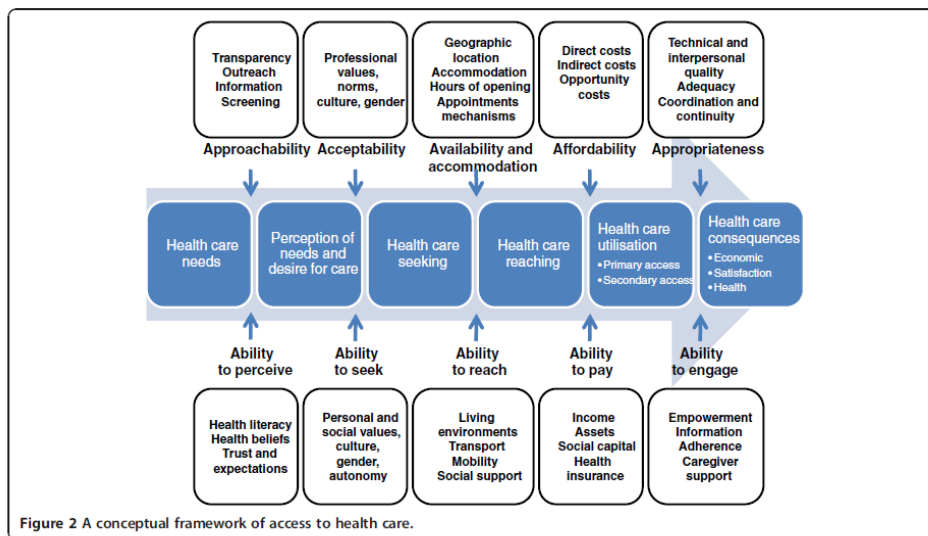 Transparency
Outreach
Information
Screening
Professional
values,
norms,
culture, gender
Geographic
location
Accommodation
Hours of opening
Appointments
mechanisms
Direct costs
Indirect costs
Opportunity
costs
Technical and
interpersonal
quality
Adequacy
Coordination and
continuity
Approachability
Acceptability
Availability and
accommodation
Affordability
Appropriateness
Health care
needs
Perception of
needs and
desire for care
Health care
seeking
Health care
reaching
Health care
utilisation
• Primary access
• Secondary access
Health care
consequences
• Economic
• Satisfaction
• Health
Ability
to perceive
Ability
to seek
Ability
to reach
Ability
to pay
Ability
to engage
Health literacy
Health beliefs
Trust and
expectations
Personal and
social values,
culture,
gender,
autonomy
Living
environments
Transport
Mobility
Social support
Income
Assets
Social capital
Health
insurance
Empowerment
Information
Adherence
Caregiver
support
Figure 2 A conceptual framework of access to health care.